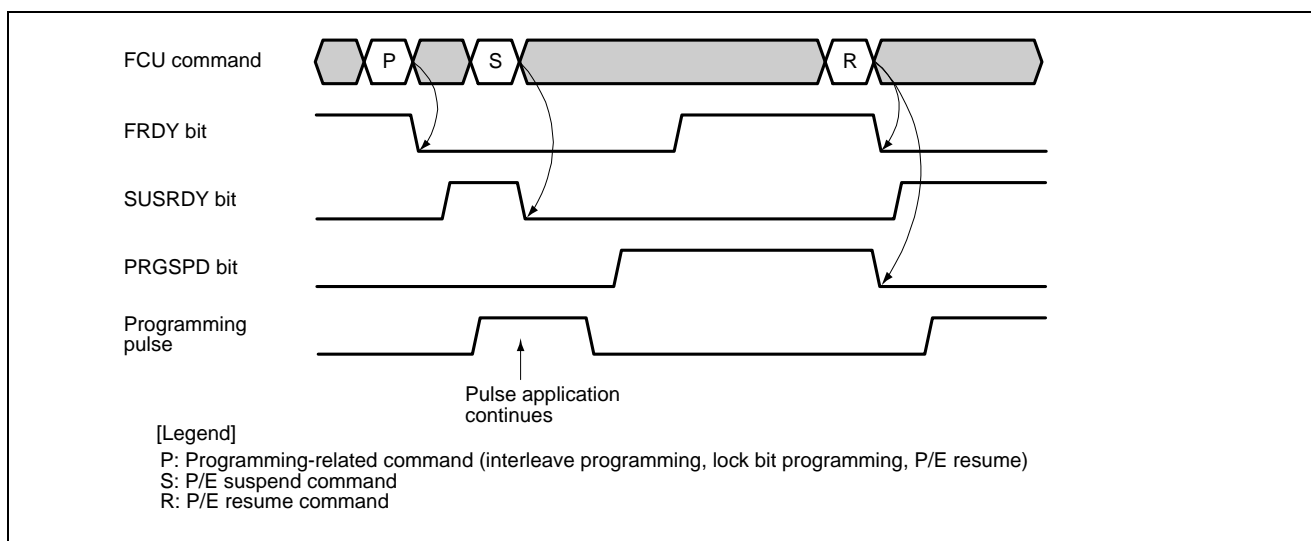 FCU command
P
S
R
FRDY bit
SUSRDY bit
PRGSPD bit
Programming
pulse
Pulse application
continues
[Legend]
P: Programming-related command (interleave programming, lock bit programming, P/E resume)
S: P/E suspend command
R: P/E resume command